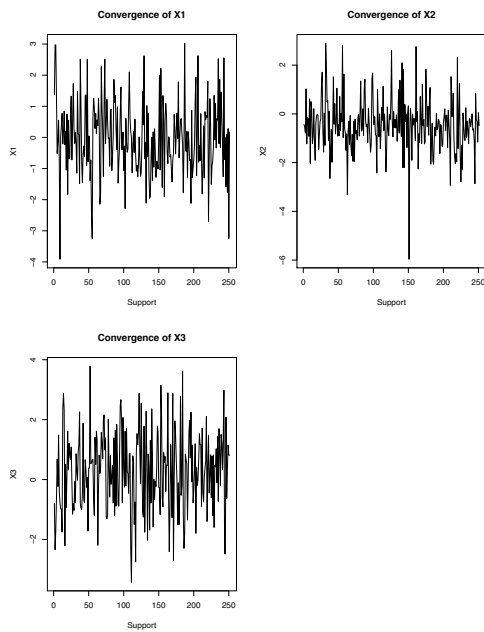 Convergence of X1
3
2
1
0
−1
−2
−3
−4
X1
0 50 100 150 200 250
Support
Convergence of X2
2
0
−2
−4
−6
X2
0 50 100 150 200 250
Support
Convergence of X3
4
2
0
−2
X3
0 50 100 150 200 250
Support